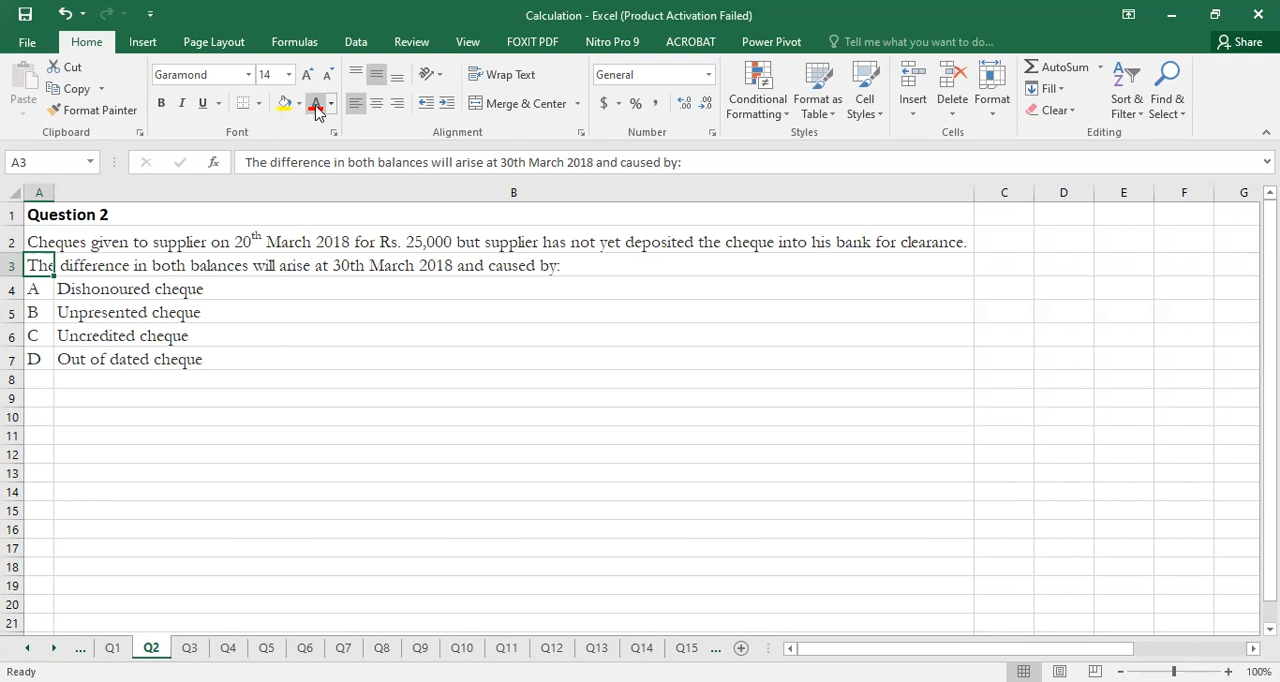 Calculation - Excel (Product Activation Failed)
File Home Insert Page Layout Formulas Data Review View FOXIT PDF Nitro Pro 9 ACROBAT Power Pivot Tell me what you want to do... Share
Paste Cut Copy Format Painter Clipboard
Garamond 14 B I U A Font
Wrap Text Merge & Center Alignment
General $ % , Number
Conditional Formatting Format as Table Cell Styles Styles
Insert Delete Format Cells
AutoSum Fill Clear Sort & Filter Find & Select Editing
A3 fx The difference in both balances will arise at 30th March 2018 and caused by:
A B C D E F G
1 Question 2
2 Cheques given to supplier on 20th March 2018 for Rs. 25,000 but supplier has not yet deposited the cheque into his bank for clearance.
3 The difference in both balances will arise at 30th March 2018 and caused by:
4 A Dishonoured cheque
5 B Unpresented cheque
6 C Uncredited cheque
7 D Out of dated cheque
8
9
10
11
12
13
14
15
16
17
18
19
20
21
... Q1 Q2 Q3 Q4 Q5 Q6 Q7 Q8 Q9 Q10 Q11 Q12 Q13 Q14 Q15 ...
Ready 100%